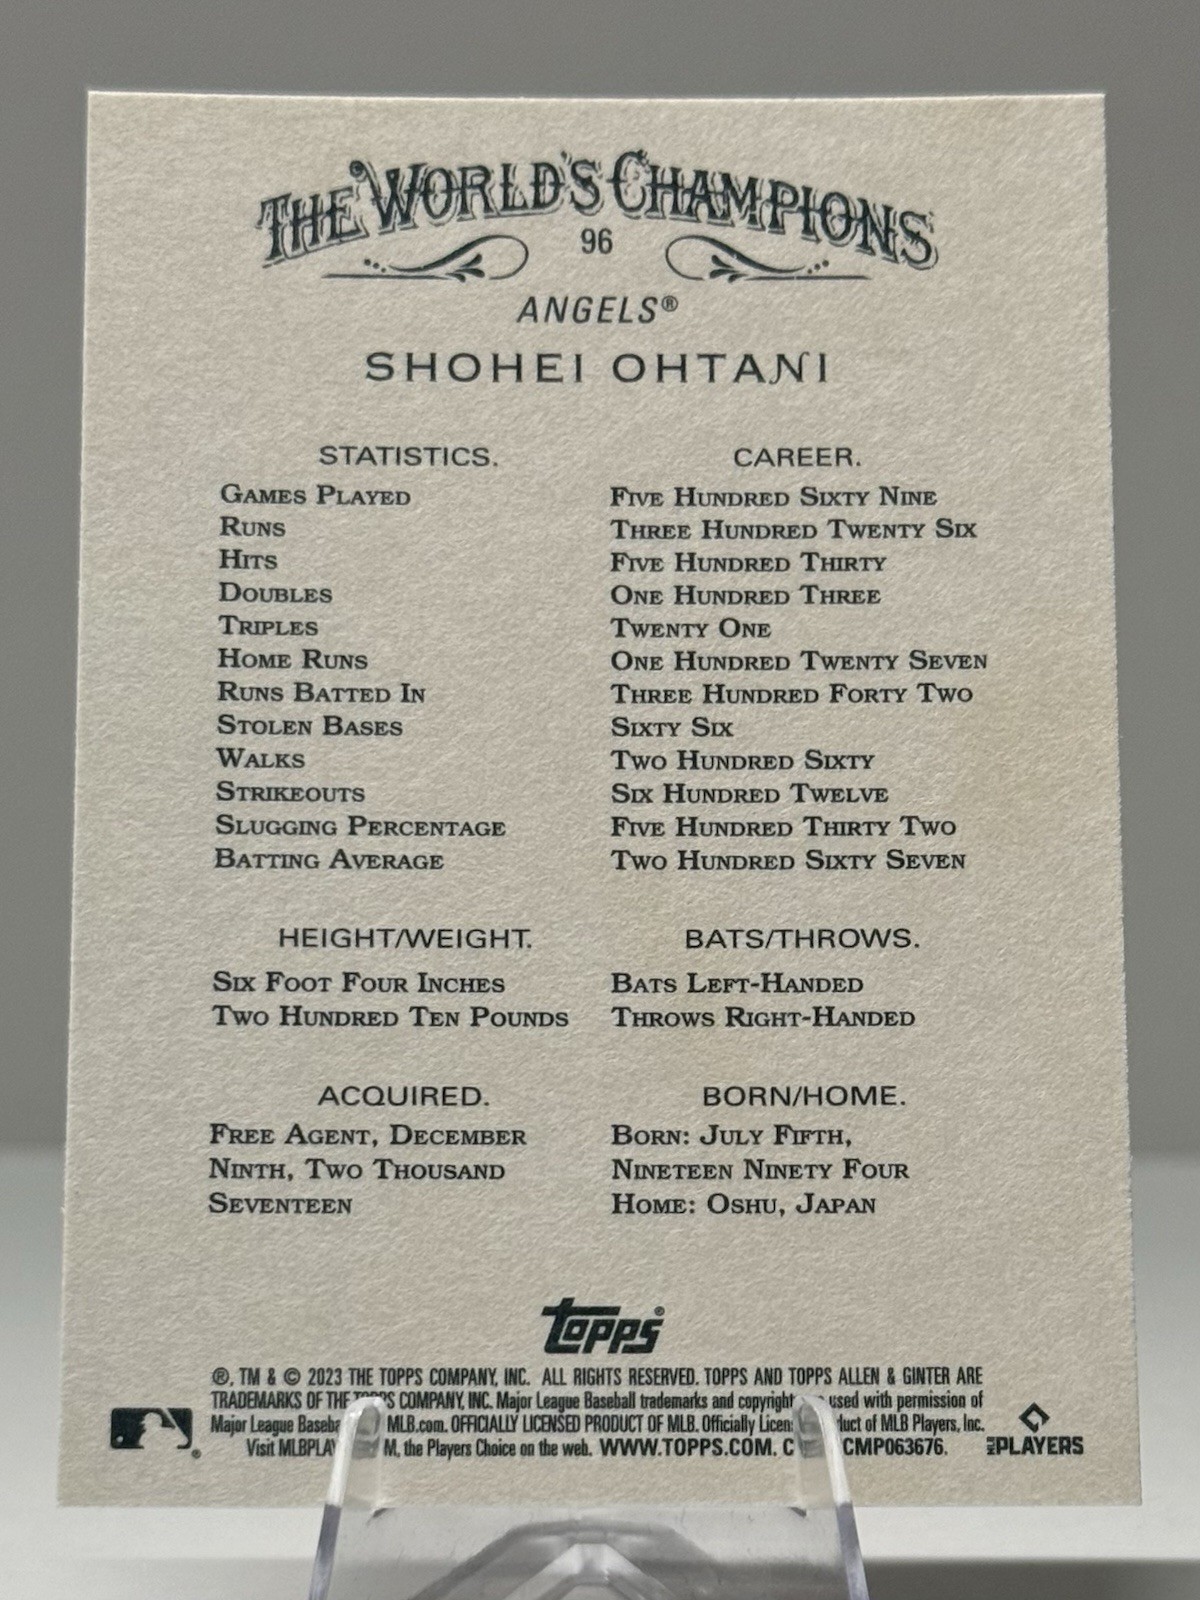 THE WORLD'S CHAMPIONS
96
ANGELS®
SHOHEI OHTANI
STATISTICS. CAREER.
GAMES PLAYED FIVE HUNDRED SIXTY NINE
RUNS THREE HUNDRED TWENTY SIX
HITS FIVE HUNDRED THIRTY
DOUBLES ONE HUNDRED THREE
TRIPLES TWENTY ONE
HOME RUNS ONE HUNDRED TWENTY SEVEN
RUNS BATTED IN THREE HUNDRED FORTY TWO
STOLEN BASES SIXTY SIX
WALKS TWO HUNDRED SIXTY
STRIKEOUTS SIX HUNDRED TWELVE
SLUGGING PERCENTAGE FIVE HUNDRED THIRTY TWO
BATTING AVERAGE TWO HUNDRED SIXTY SEVEN
HEIGHT/WEIGHT.
SIX FOOT FOUR INCHES
TWO HUNDRED TEN POUNDS
BATS/THROWS.
BATS LEFT-HANDED
THROWS RIGHT-HANDED
ACQUIRED.
FREE AGENT, DECEMBER
NINTH, TWO THOUSAND
SEVENTEEN
BORN/HOME.
BORN: JULY FIFTH,
NINETEEN NINETY FOUR
HOME: OSHU, JAPAN
topps®
®, TM & © 2023 THE TOPPS COMPANY, INC. ALL RIGHTS RESERVED. TOPPS AND TOPPS ALLEN & GINTER ARE
TRADEMARKS OF THE TOPPS COMPANY, INC. Major League Baseball trademarks and copyright used with permission of
Major League MLB.com. OFFICIALLY LICENSED PRODUCT OF MLB. Officially of MLB Players, Inc.
Visit the Players Choice on the web. WWW.TOPPS.COM. CMP063676.
MLB PLAYERS